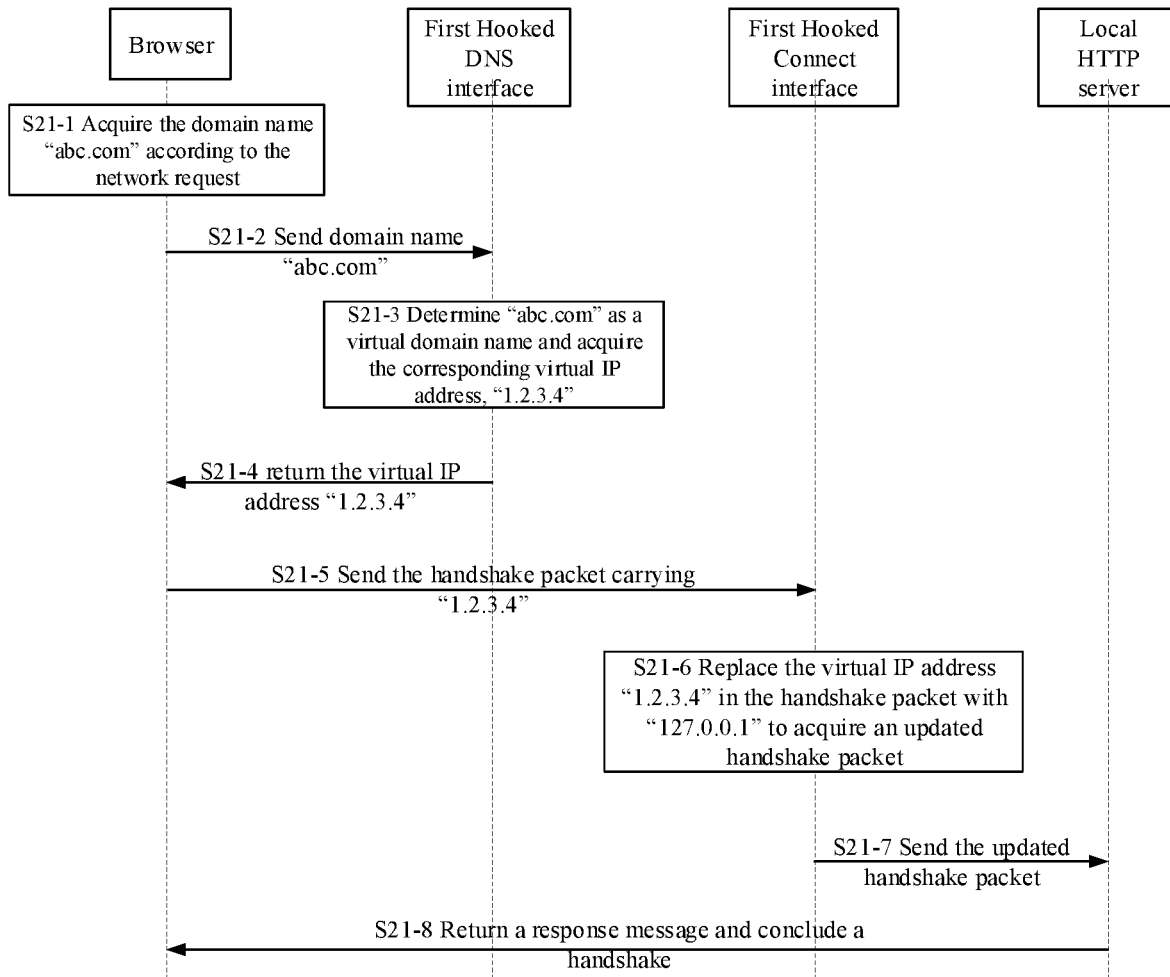 Browser
First Hooked
DNS
interface
First Hooked
Connect
interface
Local
HTTP
server
S21-1 Acquire the domain name
“abc.com” according to the
network request
S21-2 Send domain name
“abc.com”
S21-3 Determine “abc.com” as a
virtual domain name and acquire
the corresponding virtual IP
address, “1.2.3.4”
S21-4 return the virtual IP
address “1.2.3.4”
S21-5 Send the handshake packet carrying
“1.2.3.4”
S21-6 Replace the virtual IP address
“1.2.3.4” in the handshake packet with
“127.0.0.1” to acquire an updated
handshake packet
S21-7 Send the updated
handshake packet
S21-8 Return a response message and conclude a
handshake